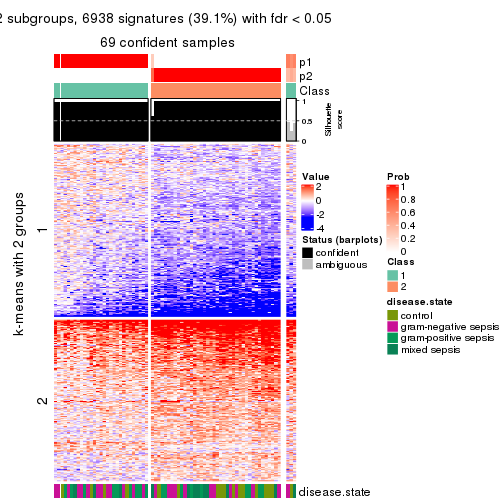 2 subgroups, 6938 signatures (39.1%) with fdr < 0.05
69 confident samples
p1
p2
Class
1
0.5
0
Silhouette
score
k-means with 2 groups
1
2
disease.state
Value
2
0
-2
-4
Status (barplots)
confident
ambiguous
Prob
1
0.8
0.6
0.4
0.2
0
Class
1
2
disease.state
control
gram-negative sepsis
gram-positive sepsis
mixed sepsis